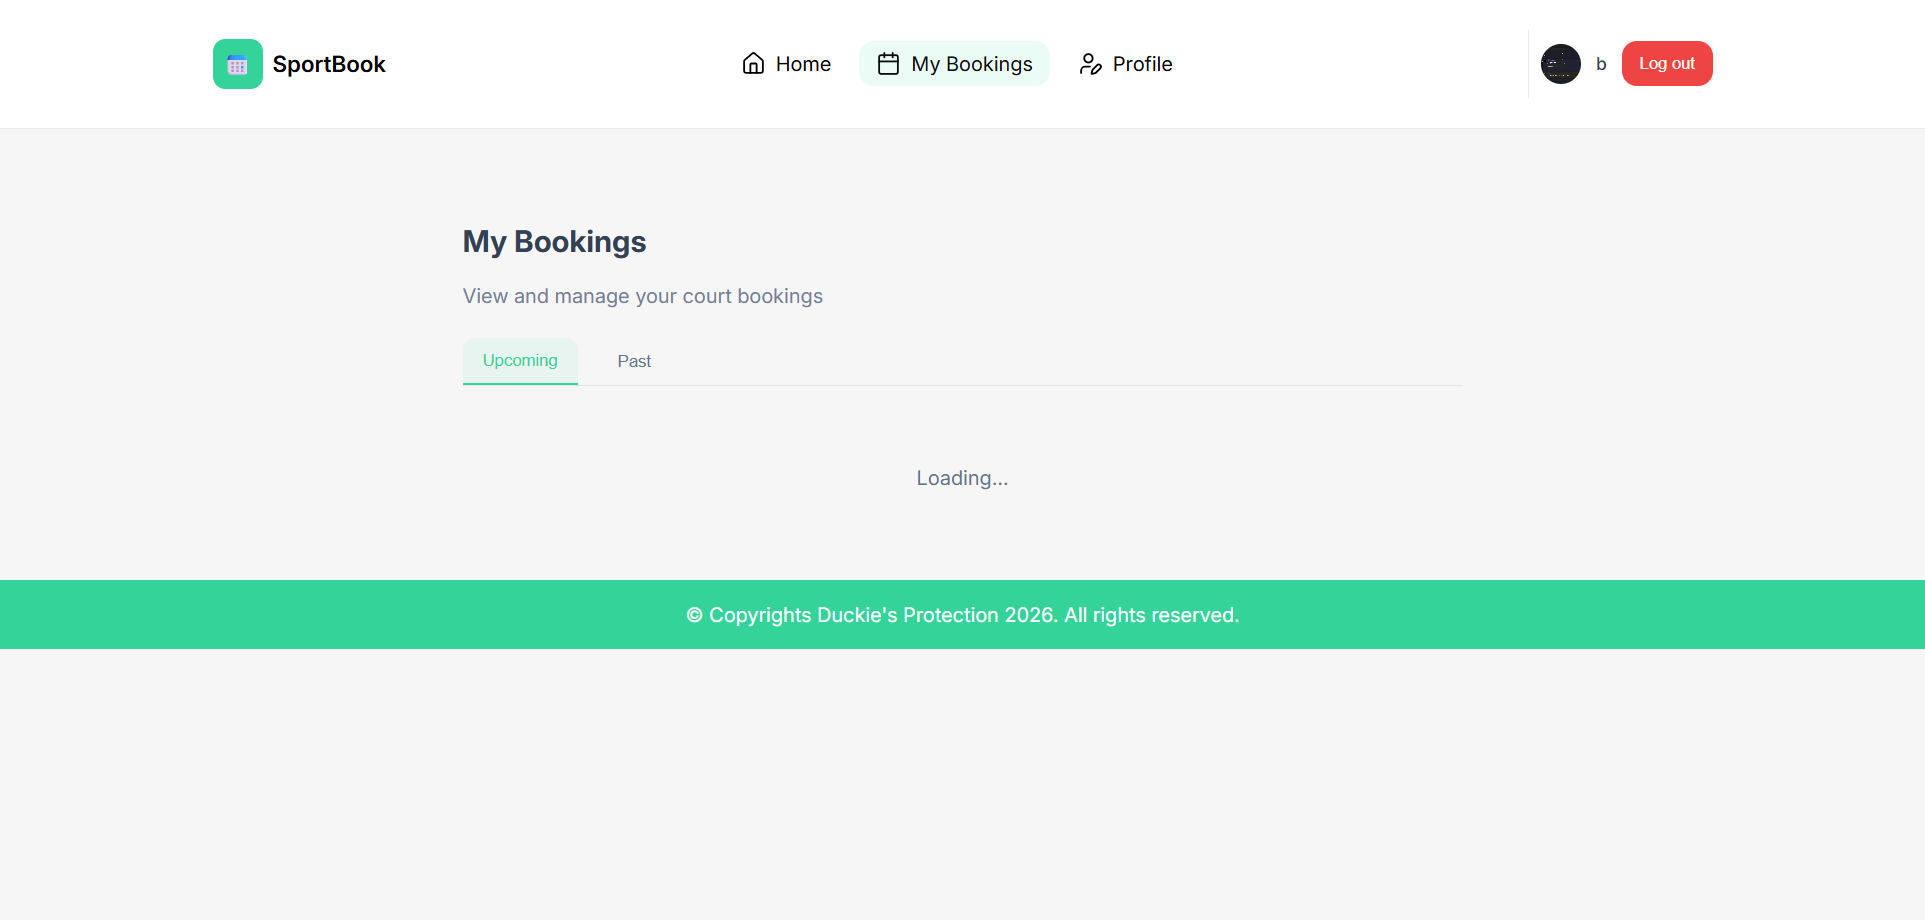 SportBook
Home
My Bookings
Profile
b
Log out
My Bookings
View and manage your court bookings
Upcoming
Past
Loading...
© Copyrights Duckie's Protection 2026. All rights reserved.